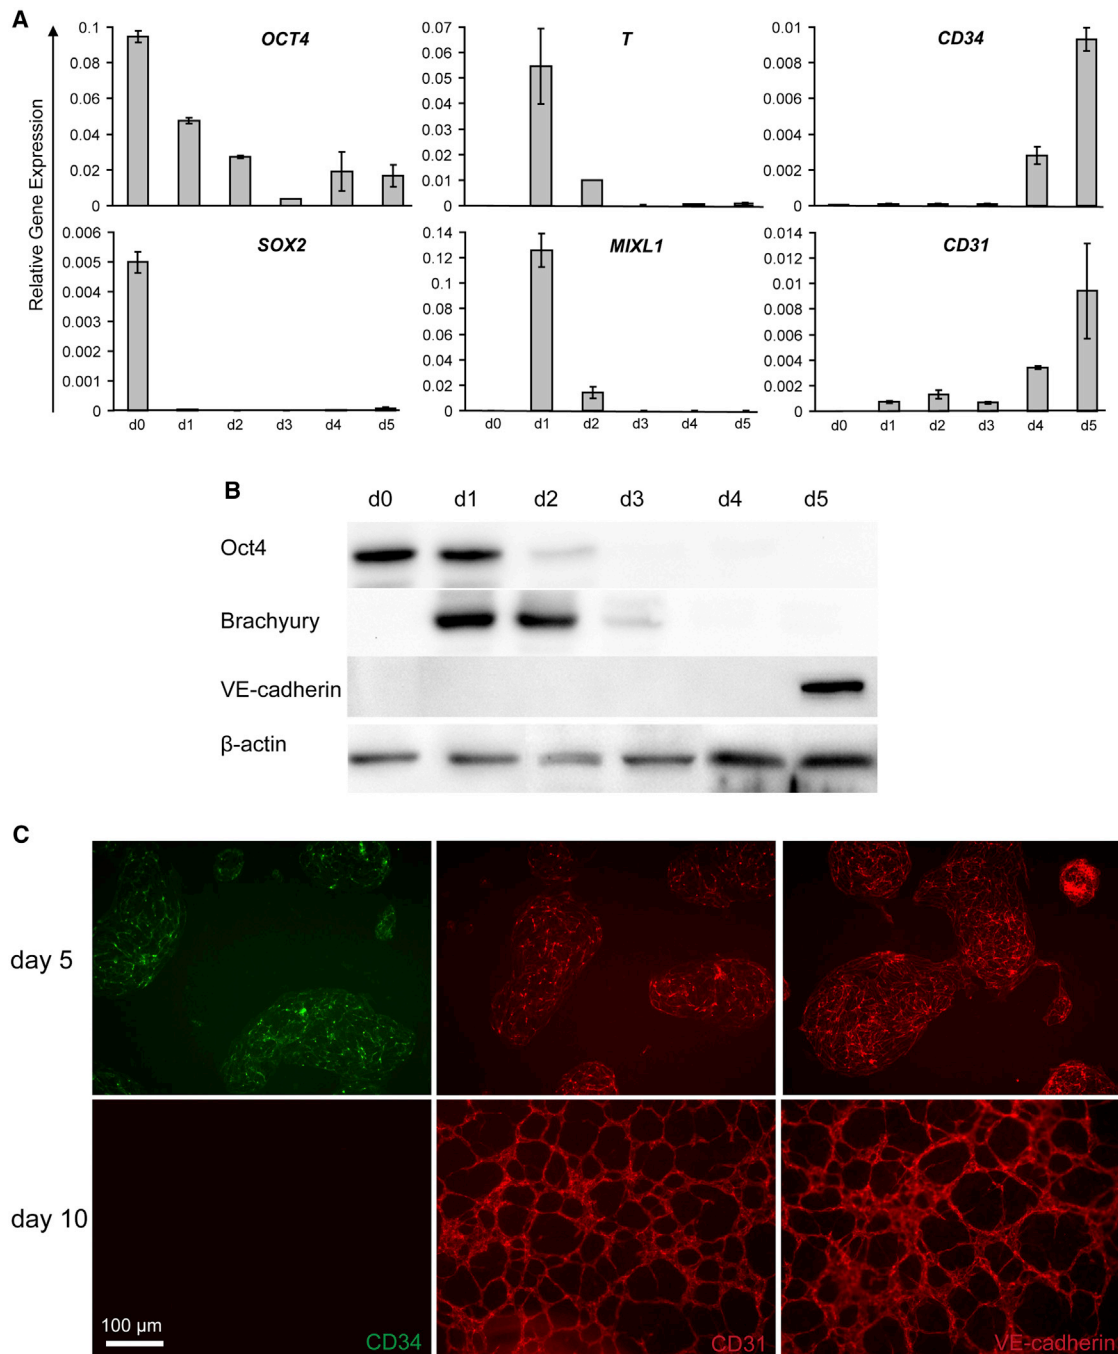 A
Relative Gene Expression
OCT4
0.1
0.08
0.06
0.04
0.02
0
T
0.07
0.06
0.05
0.04
0.03
0.02
0.01
0
CD34
0.01
0.008
0.006
0.004
0.002
0
SOX2
0.006
0.005
0.004
0.003
0.002
0.001
0
d0 d1 d2 d3 d4 d5
MIXL1
0.14
0.12
0.10
0.08
0.06
0.04
0.02
0
d0 d1 d2 d3 d4 d5
CD31
0.014
0.012
0.01
0.008
0.006
0.004
0.002
0
d0 d1 d2 d3 d4 d5
B
d0 d1 d2 d3 d4 d5
Oct4
Brachyury
VE-cadherin
β-actin
C
day 5
day 10
100 μm
CD34
CD31
VE-cadherin